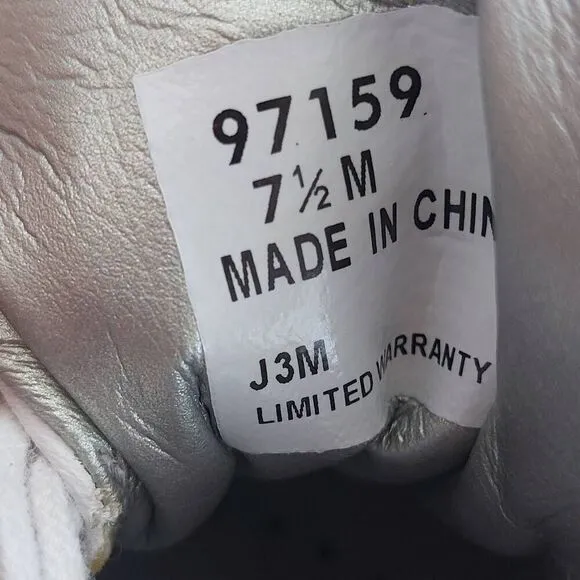 97159
7½ M
MADE IN CHIN
J3M
LIMITED WARRANTY